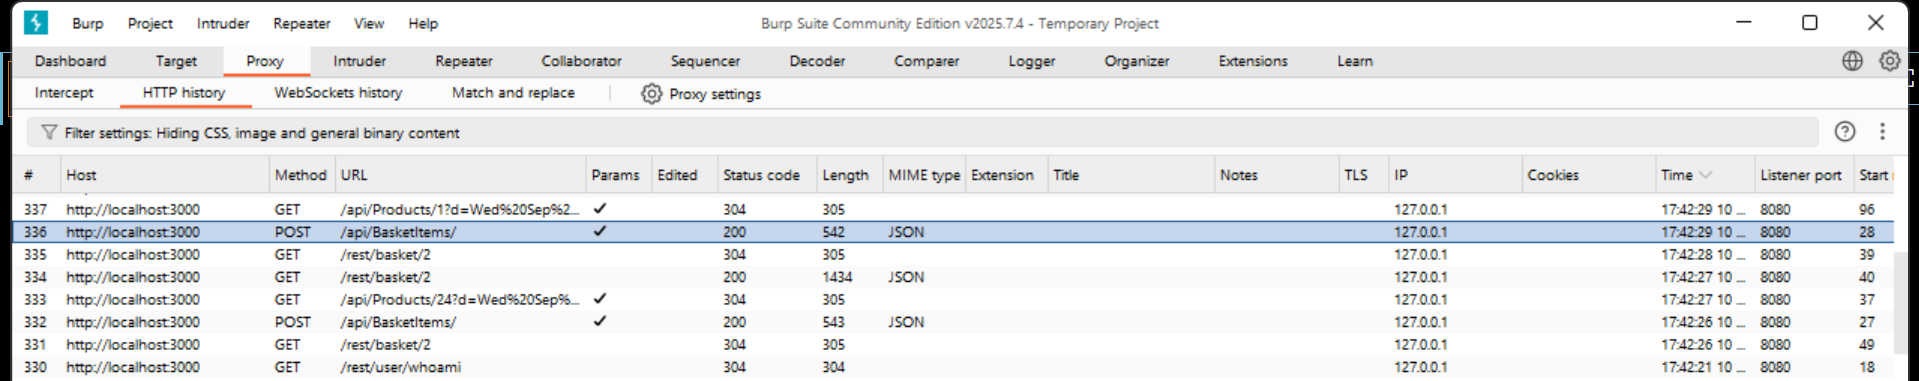 Burp Project Intruder Repeater View Help Burp Suite Community Edition v2025.7.4 - Temporary Project
Dashboard Target Proxy Intruder Repeater Collaborator Sequencer Decoder Comparer Logger Organizer Extensions Learn
Intercept HTTP history WebSockets history Match and replace Proxy settings
Filter settings: Hiding CSS, image and general binary content
# Host Method URL Params Edited Status code Length MIME type Extension Title Notes TLS IP Cookies Time Listener port Start
337 http://localhost:3000 GET /api/Products/1?d=Wed%20Sep%2... ✓ 304 305 127.0.0.1 17:42:29 10 ... 8080 96
336 http://localhost:3000 POST /api/BasketItems/ ✓ 200 542 JSON 127.0.0.1 17:42:29 10 ... 8080 28
335 http://localhost:3000 GET /rest/basket/2 304 305 127.0.0.1 17:42:28 10 ... 8080 39
334 http://localhost:3000 GET /rest/basket/2 200 1434 JSON 127.0.0.1 17:42:27 10 ... 8080 40
333 http://localhost:3000 GET /api/Products/24?d=Wed%20Sep%... ✓ 304 305 127.0.0.1 17:42:27 10 ... 8080 37
332 http://localhost:3000 POST /api/BasketItems/ ✓ 200 543 JSON 127.0.0.1 17:42:26 10 ... 8080 27
331 http://localhost:3000 GET /rest/basket/2 304 305 127.0.0.1 17:42:26 10 ... 8080 49
330 http://localhost:3000 GET /rest/user/whoami 304 304 127.0.0.1 17:42:21 10 ... 8080 18